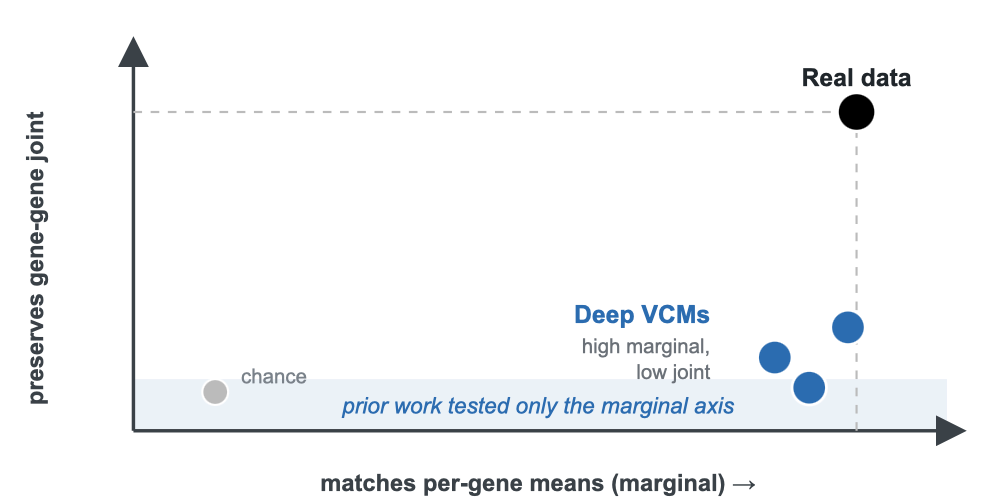 Real data
preserves gene-gene joint
Deep VCMs
high marginal,
low joint
chance
prior work tested only the marginal axis
matches per-gene means (marginal) →